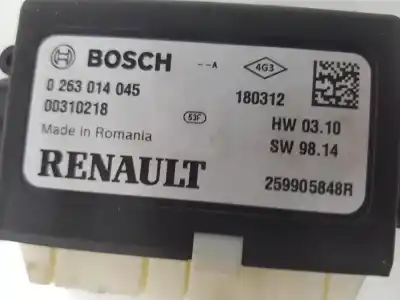 BOSCH --A 4G3
0 263 014 045 180312
00310218 53F HW 03.10
Made in Romania SW 98.14
RENAULT 259905848R